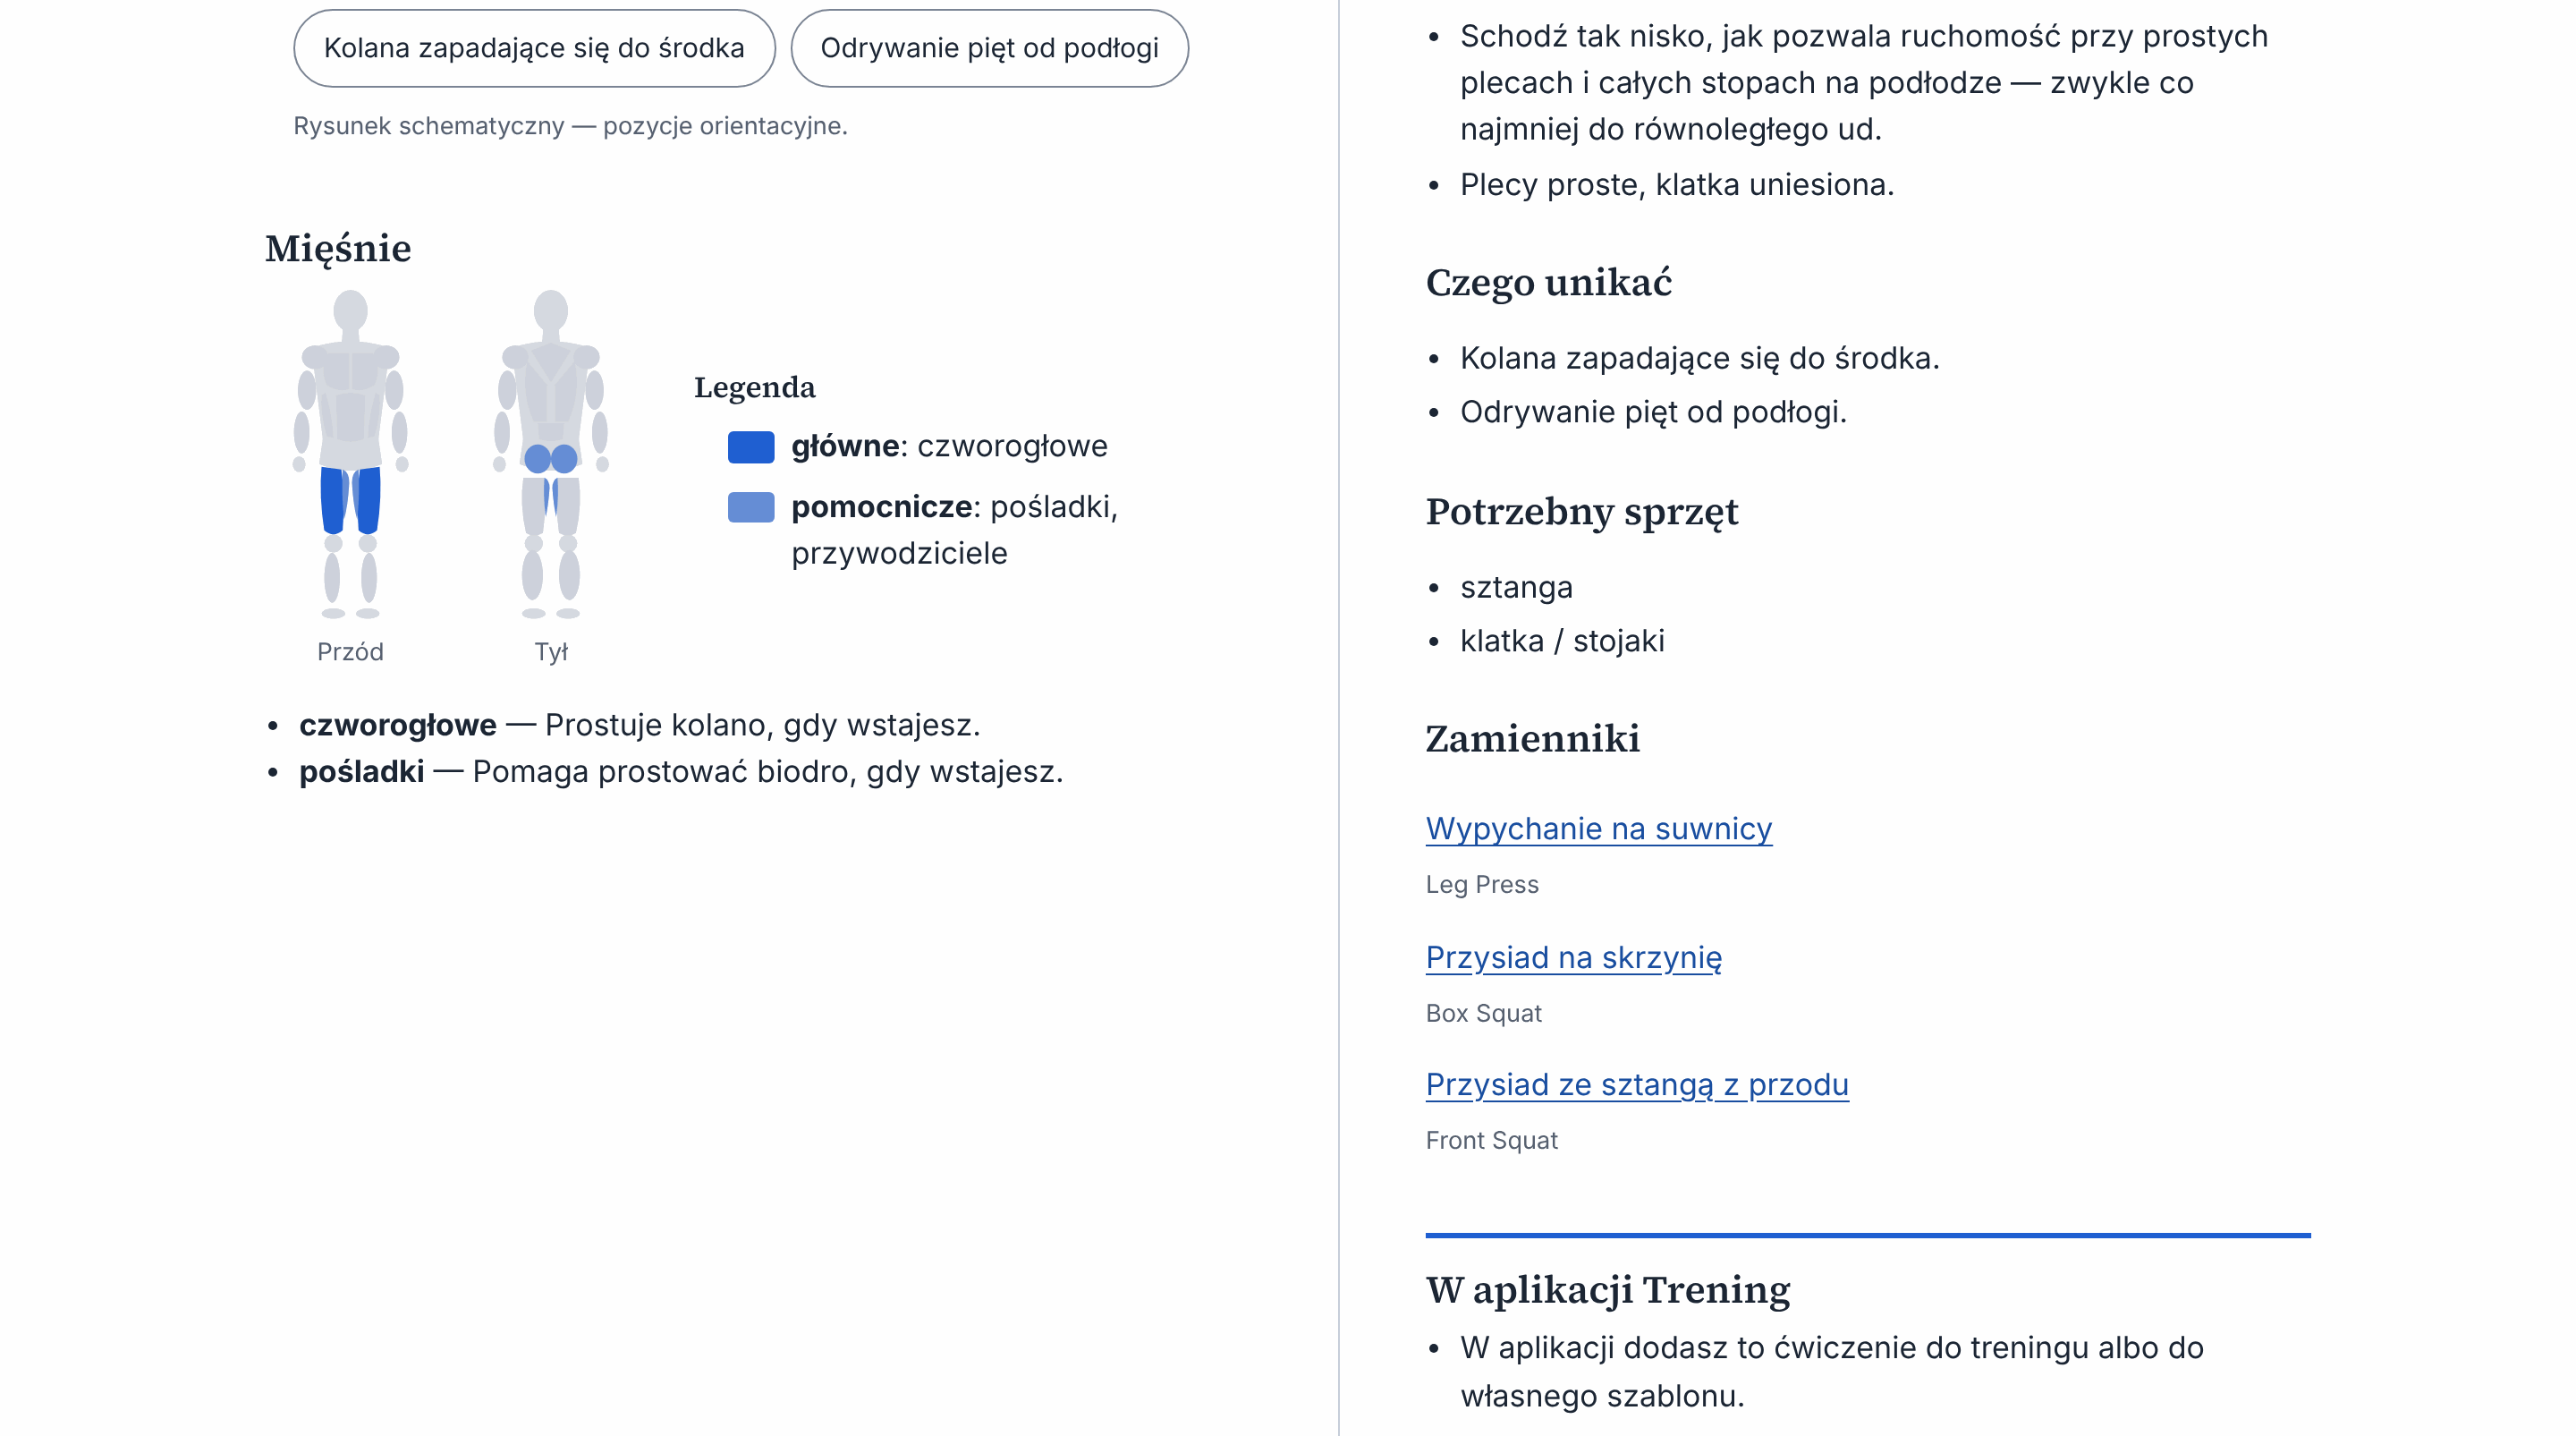 Kolana zapadające się do środka
Odrywanie pięt od podłogi
Rysunek schematyczny — pozycje orientacyjne.
Mięśnie
Legenda
główne: czworogłowe
pomocnicze: pośladki,
przywodziciele
Przód
Tył
• czworogłowe — Prostuje kolano, gdy wstajesz.
• pośladki — Pomaga prostować biodro, gdy wstajesz.
• Schodź tak nisko, jak pozwala ruchomość przy prostych
plecach i całych stopach na podłodze — zwykle co
najmniej do równoległego ud.
• Plecy proste, klatka uniesiona.
Czego unikać
• Kolana zapadające się do środka.
• Odrywanie pięt od podłogi.
Potrzebny sprzęt
• sztanga
• klatka / stojaki
Zamienniki
Wypychanie na suwnicy
Leg Press
Przysiad na skrzynię
Box Squat
Przysiad ze sztangą z przodu
Front Squat
W aplikacji Trening
• W aplikacji dodasz to ćwiczenie do treningu albo do
własnego szablonu.